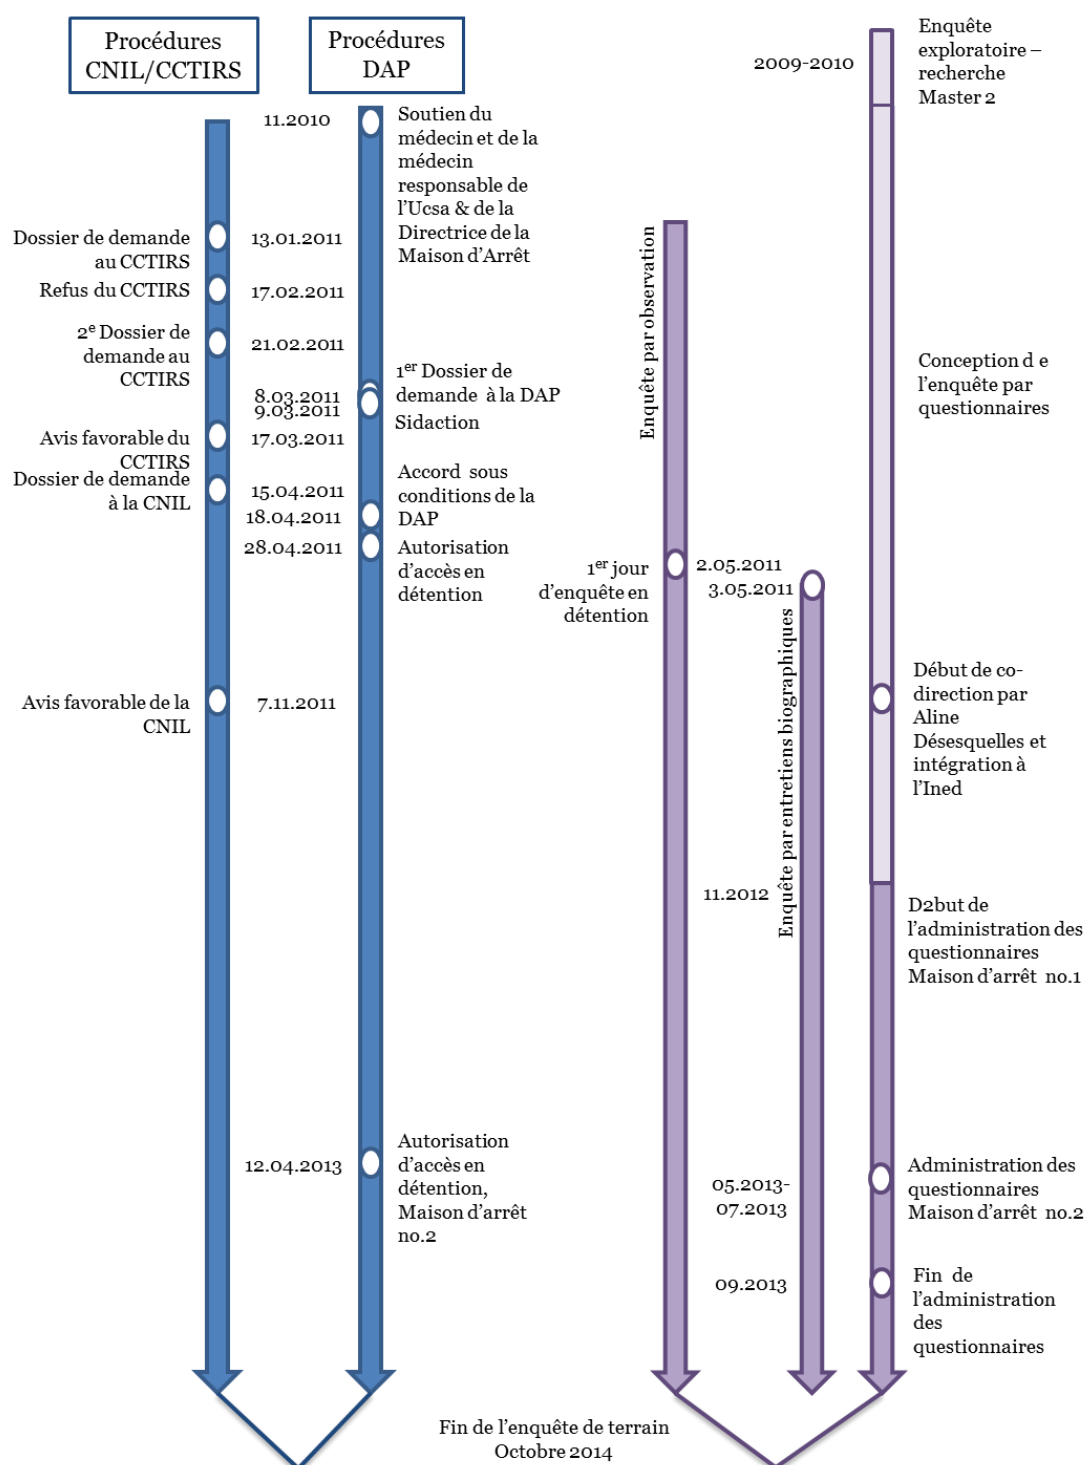 Procédures
CNIL/CCTIRS
Procédures
DAP
Enquête
exploratoire –
recherche
Master 2
2009-2010
11.2010
Soutien du
médecin et de la
médecin
responsable de
l’Ucsa & de la
Directrice de la
Maison d’Arrêt
Dossier de demande
au CCTIRS
13.01.2011
Refus du CCTIRS
17.02.2011
2e Dossier de
demande au
CCTIRS
21.02.2011
8.03.2011
9.03.2011
1er Dossier de
demande à la DAP
Sidaction
Avis favorable du
CCTIRS
17.03.2011
Dossier de demande
à la CNIL
15.04.2011
18.04.2011
Accord sous
conditions de la
DAP
28.04.2011
Autorisation
d’accès en
détention
Avis favorable de la
CNIL
7.11.2011
12.04.2013
Autorisation
d’accès en
détention,
Maison d’arrêt
no.2
Enquête par observation
1er jour
d’enquête en
détention
2.05.2011
3.05.2011
Enquête par entretiens biographiques
Conception d e
l’enquête par
questionnaires
Début de co-
direction par
Aline
Désesquelles et
intégration à
l’Ined
11.2012
D2but de
l’administration des
questionnaires
Maison d’arrêt no.1
05.2013-
07.2013
Administration des
questionnaires
Maison d’arrêt no.2
09.2013
Fin de
l’administration
des
questionnaires
Fin de l’enquête de terrain
Octobre 2014